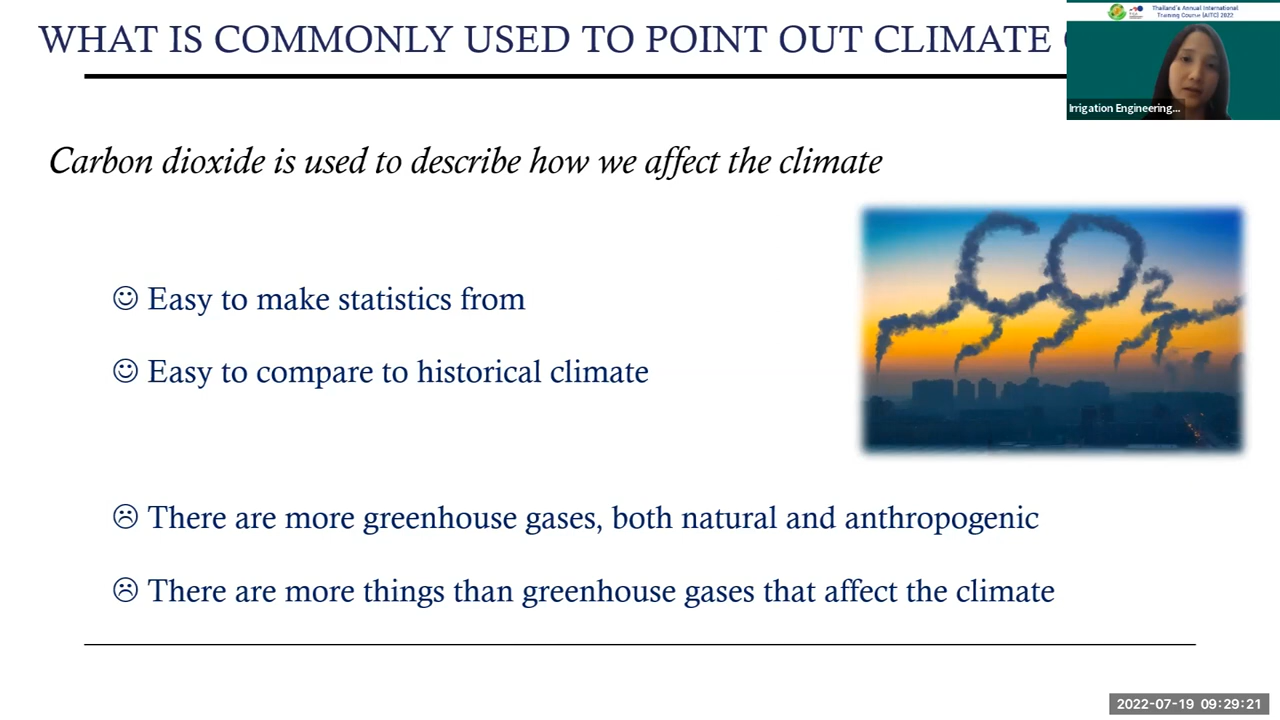 WHAT IS COMMONLY USED TO POINT OUT CLIMATE
Thailand's Annual International
Training Course (AITC) 2022
Irrigation Engineering...
Carbon dioxide is used to describe how we affect the climate
CO2
☺ Easy to make statistics from
☺ Easy to compare to historical climate
☹ There are more greenhouse gases, both natural and anthropogenic
☹ There are more things than greenhouse gases that affect the climate
2022-07-19 09:29:21